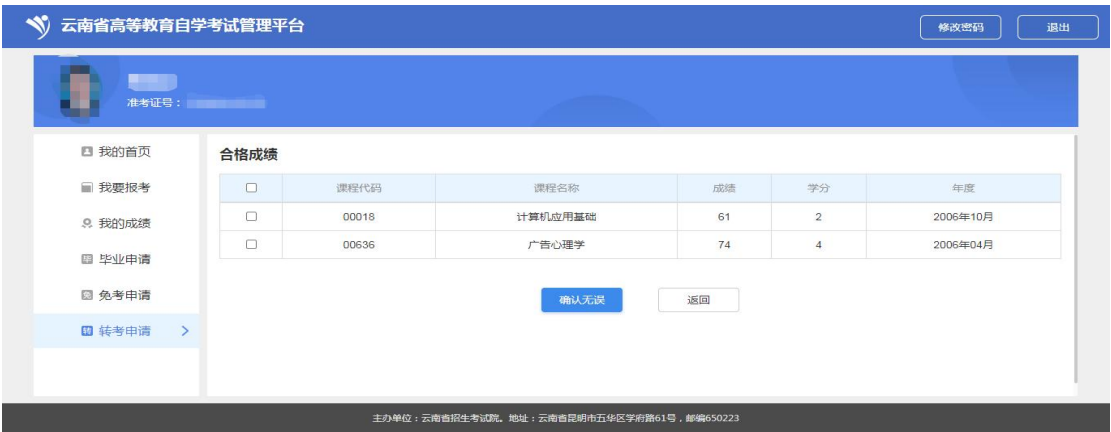 云南省高等教育自学考试管理平台
修改密码
退出
准考证号：
我的首页
我要报考
我的成绩
毕业申请
免 免考申请
转 转考申请 >
合格成绩
课程代码 课程名称 成绩 学分 年度
00018 计算机应用基础 61 2 2006年10月
00636 广告心理学 74 4 2006年04月
确认无误
返回
主办单位：云南省招生考试院。地址：云南省昆明市五华区学府路61号，邮编650223